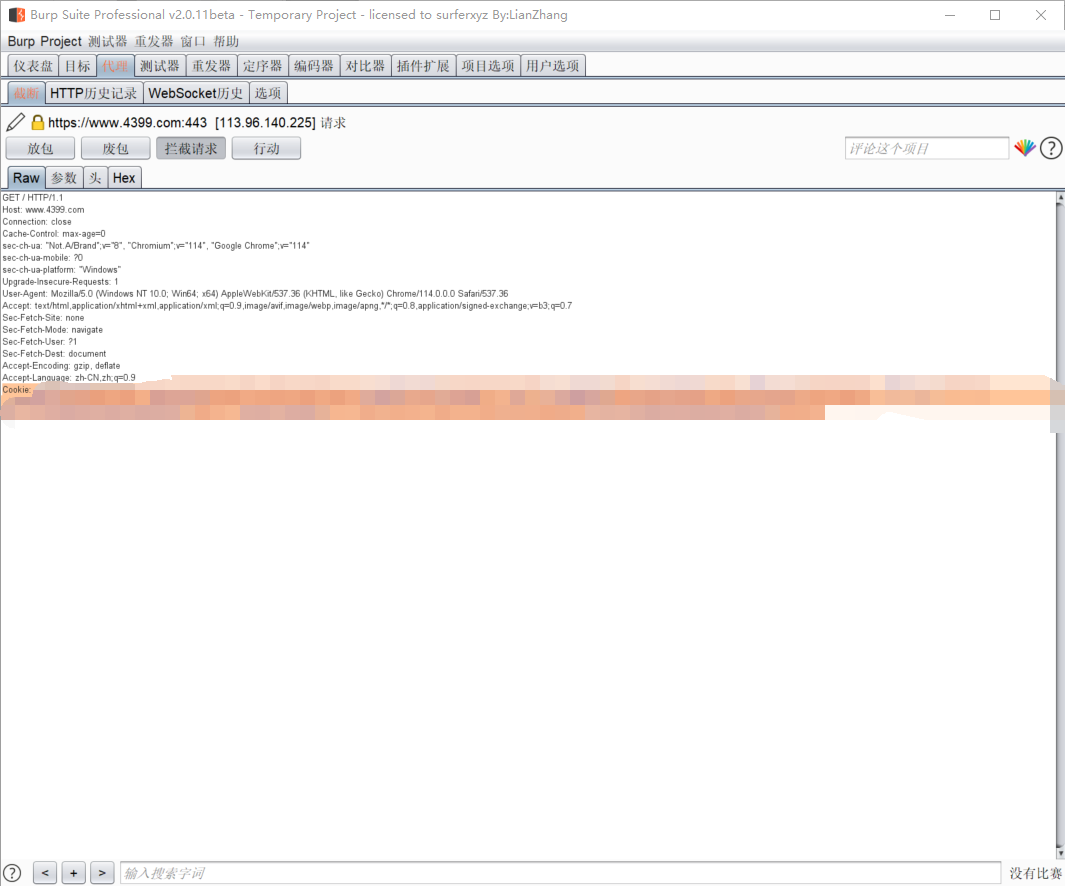 Burp Suite Professional v2.0.11beta - Temporary Project - licensed to surferxyz By:LianZhang
Burp Project 测试器 重发器 窗口 帮助
仪表盘 目标 代理 测试器 重发器 定序器 编码器 对比器 插件扩展 项目选项 用户选项
截断 HTTP历史记录 WebSocket历史 选项
https://www.4399.com:443 [113.96.140.225] 请求
放包 废包 拦截请求 行动 评论这个项目 ?
Raw 参数 头 Hex
GET / HTTP/1.1
Host: www.4399.com
Connection: close
Cache-Control: max-age=0
sec-ch-ua: "Not.A/Brand";v="8", "Chromium";v="114", "Google Chrome";v="114"
sec-ch-ua-mobile: ?0
sec-ch-ua-platform: "Windows"
Upgrade-Insecure-Requests: 1
User-Agent: Mozilla/5.0 (Windows NT 10.0; Win64; x64) AppleWebKit/537.36 (KHTML, like Gecko) Chrome/114.0.0.0 Safari/537.36
Accept: text/html,application/xhtml+xml,application/xml;q=0.9,image/avif,image/webp,image/apng,*/*;q=0.8,application/signed-exchange;v=b3;q=0.7
Sec-Fetch-Site: none
Sec-Fetch-Mode: navigate
Sec-Fetch-User: ?1
Sec-Fetch-Dest: document
Accept-Encoding: gzip, deflate
Accept-Language: zh-CN,zh;q=0.9
Cookie:
? < + > 输入搜索字词 没有比赛